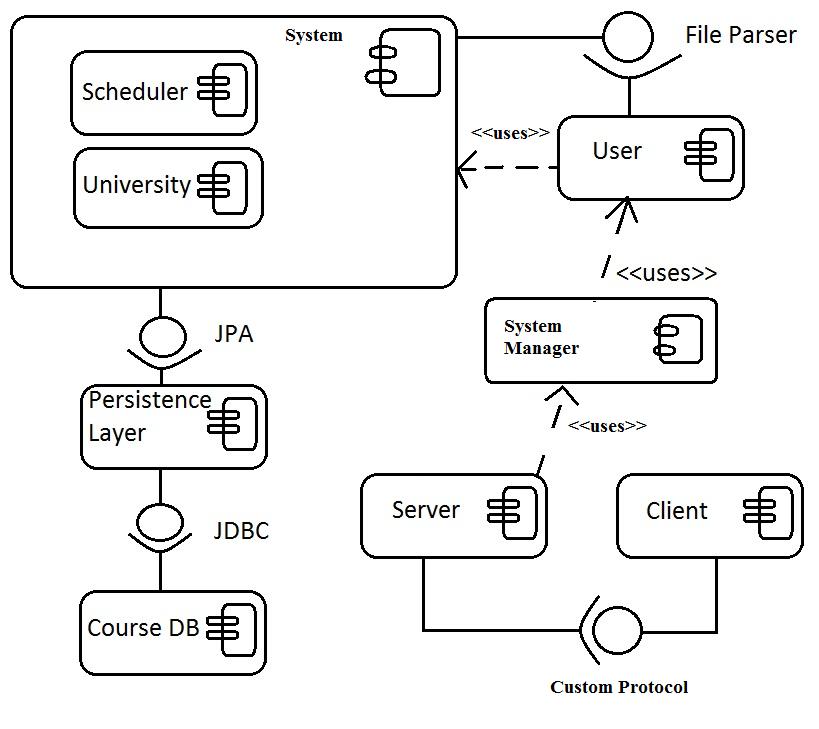 System
File Parser
Scheduler
<<uses>>
User
University
<<uses>>
JPA
System
Manager
Persistence
Layer
<<uses>>
Server
Client
JDBC
Course DB
Custom Protocol